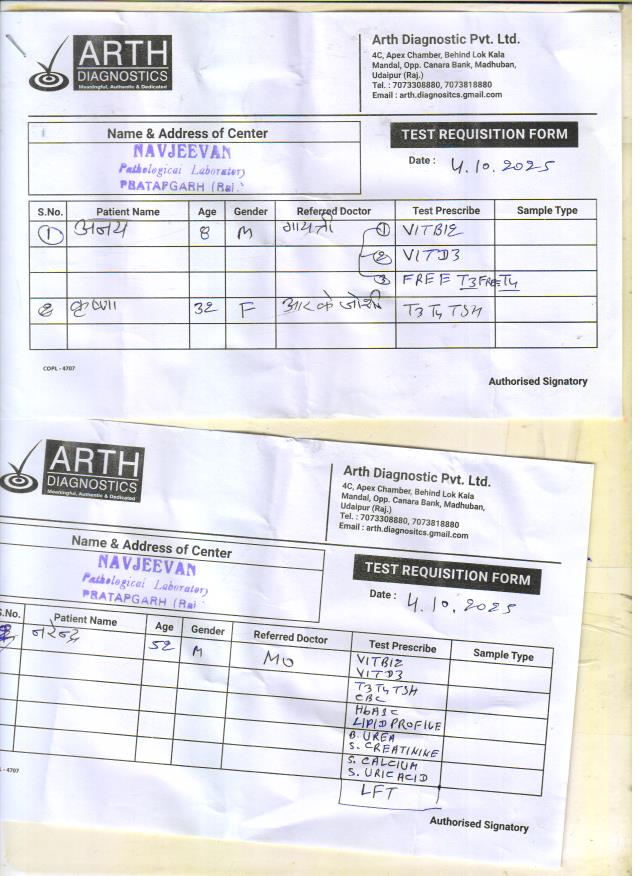 ARTH
DIAGNOSTICS
Meaningful, Authentic & Dedicated
Arth Diagnostic Pvt. Ltd.
4C, Apex Chamber, Behind Lok Kala
Mandal, Opp. Canara Bank, Madhuban,
Udaipur (Raj.)
Tel. : 7073308880, 7073818880
Email : arth.diagnositcs.gmail.com
Name & Address of Center
NAVJEEVAN
Pathological Laboratory
PRATAPGARH (Raj.)
TEST REQUISITION FORM
Date : 4.10.2025
S.No. Patient Name Age Gender Referred Doctor Test Prescribe Sample Type
1 अनय 8 M गायत्री 1 VITB12
2 VITD3
3 FREE T3 FREE T4
2 कृष्णा 32 F आर के जोशी T3 T4 TSH
COPL - 4707
Authorised Signatory
ARTH
DIAGNOSTICS
Meaningful, Authentic & Dedicated
Arth Diagnostic Pvt. Ltd.
4C, Apex Chamber, Behind Lok Kala
Mandal, Opp. Canara Bank, Madhuban,
Udaipur (Raj.)
Tel. : 7073308880, 7073818880
Email : arth.diagnositcs.gmail.com
Name & Address of Center
NAVJEEVAN
Pathological Laboratory
PRATAPGARH (Raj.
TEST REQUISITION FORM
Date : 4.10.2025
S.No. Patient Name Age Gender Referred Doctor Test Prescribe Sample Type
नरेन्द्र 52 M MO VITB12
VITD3
T3 T4 TSH
CBC
HbA1C
LIPID PROFILE
B. UREA
S. CREATININE
S. CALCIUM
S. URIC ACID
LFT
- 4707
Authorised Signatory